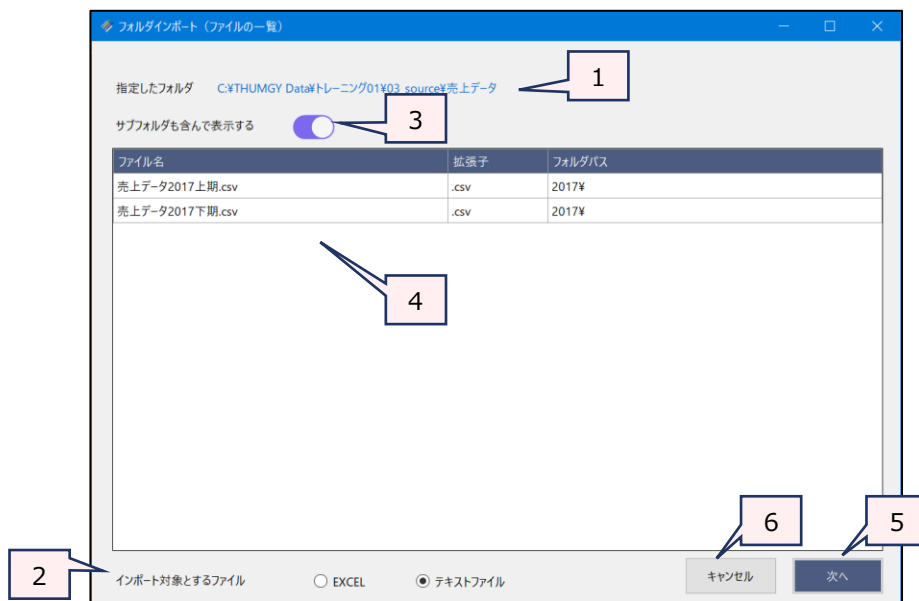 フォルダインポート（ファイルの一覧）
指定したフォルダ C:¥THUMGY Data¥トレーニング01¥03_source¥売上データ
1
サブフォルダも含んで表示する
3
ファイル名 拡張子 フォルダパス
売上データ2017上期.csv .csv 2017¥
売上データ2017下期.csv .csv 2017¥
4
6
5
2
インポート対象とするファイル EXCEL テキストファイル キャンセル 次へ